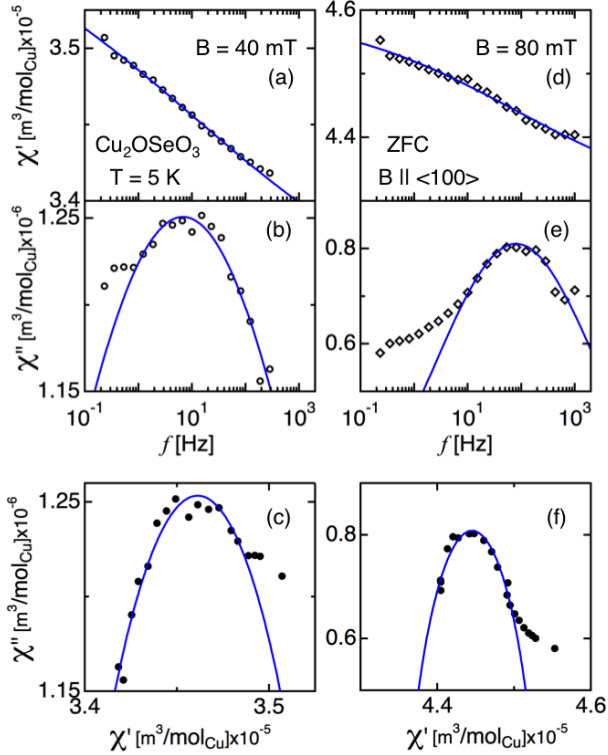 3.5
3.4
χ' [m³/mol_Cu]x10⁻⁵
B = 40 mT
(a)
Cu₂OSeO₃
T = 5 K
4.6
4.4
B = 80 mT
(d)
ZFC
B || <100>
1.25
1.15
χ'' [m³/mol_Cu]x10⁻⁶
(b)
10⁻¹ 10¹ 10³
f [Hz]
0.8
0.6
(e)
10⁻¹ 10¹ 10³
f [Hz]
1.25
1.15
χ'' [m³/mol_Cu]x10⁻⁶
(c)
3.4 3.5
χ' [m³/mol_Cu]x10⁻⁵
0.8
0.6
(f)
4.4 4.6
χ' [m³/mol_Cu]x10⁻⁵